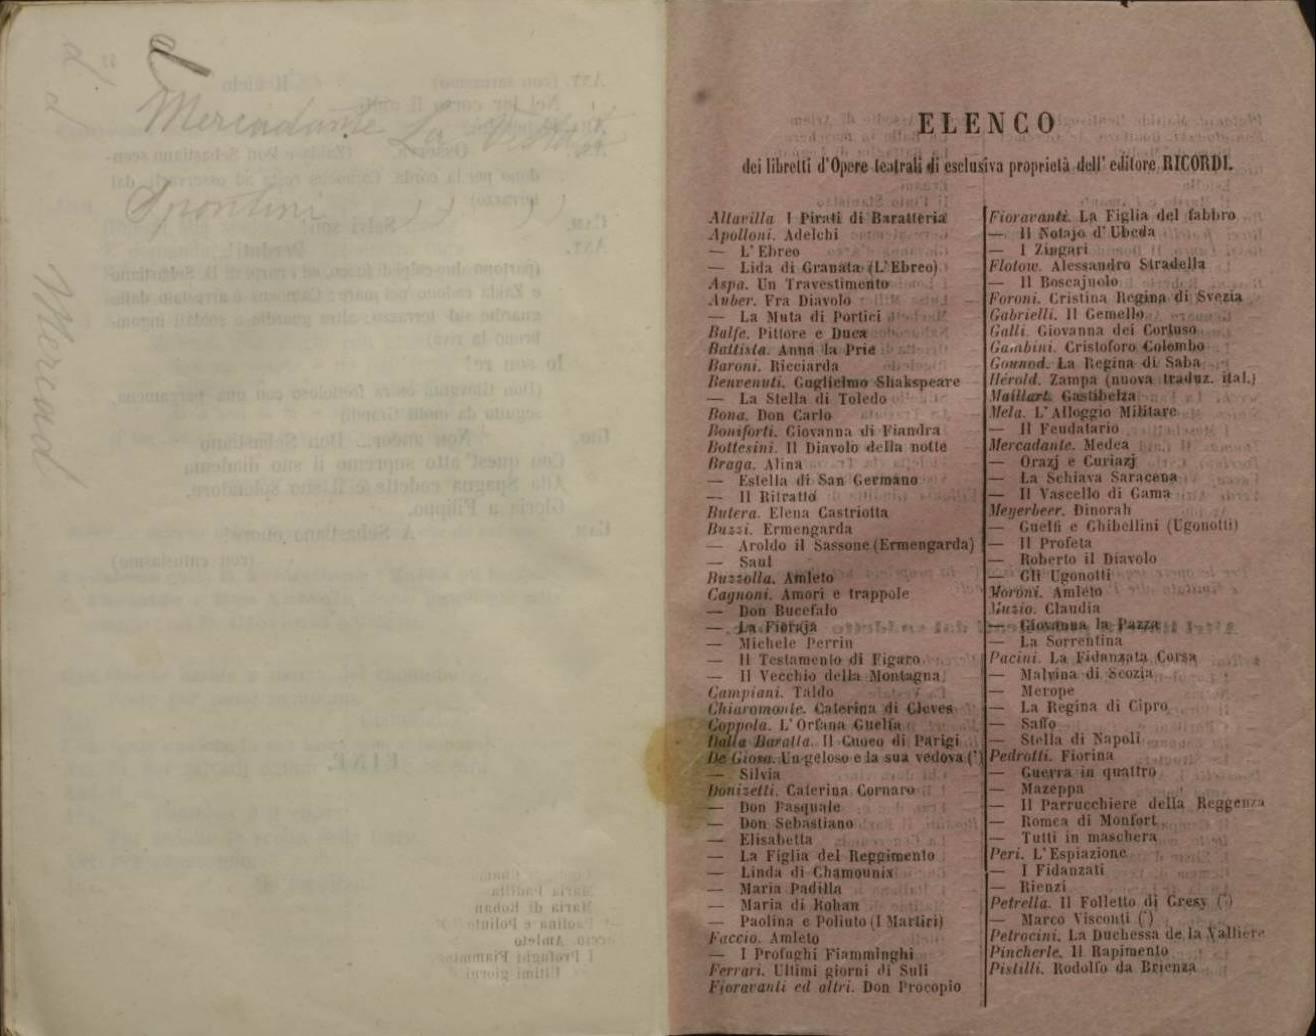 Mercadante La Vestale
Spontini
Mercad
ELENCO
dei libretti d'Opere teatrali di esclusiva proprietà dell' editore RICORDI.
Altavilla I Pirati di Baratteria
Apolloni. Adelchi
— L'Ebreo
— Lida di Granata (L'Ebreo)
Aspa. Un Travestimento
Auber. Fra Diavolo
— La Muta di Portici
Balfe. Pittore e Duca
Battista. Anna la Prie
Baroni. Ricciarda
Benvenuti. Guglielmo Shakspeare
— La Stella di Toledo
Bona. Don Carlo
Boniforti. Giovanna di Fiandra
Bottesini. Il Diavolo della notte
Braga. Alina
— Estella di San Germano
— Il Ritratto
Butera. Elena Castriotta
Buzzi. Ermengarda
— Aroldo il Sassone (Ermengarda)
— Saul
Buzzolla. Amleto
Cagnoni. Amori e trappole
— Don Bucefalo
— La Fioraja
— Michele Perrin
— Il Testamento di Figaro
— Il Vecchio della Montagna
Campiani. Taldo
Chiaromonte. Caterina di Cleves
Coppola. L'Orfana Guelfa
Dalla Baratta. Il Cuoco di Parigi
De Giosa. Un geloso e la sua vedova (*)
— Silvia
Donizetti. Caterina Cornaro
— Don Pasquale
— Don Sebastiano
— Elisabetta
— La Figlia del Reggimento
— Linda di Chamounix
— Maria Padilla
— Maria di Rohan
— Paolina e Poliuto (I Martiri)
Faccio. Amleto
— I Profughi Fiamminghi
Ferrari. Ultimi giorni di Suli
Fioravanti ed altri. Don Procopio
Fioravanti. La Figlia del fabbro
— Il Notajo d'Ubeda
— I Zingari
Flotow. Alessandro Stradella
— Il Boscajuolo
Foroni. Cristina Regina di Svezia
Gabrielli. Il Gemello
Galli. Giovanna dei Cortuso
Gambini. Cristoforo Colombo
Gounod. La Regina di Saba
Hérold. Zampa (nuova traduz. ital.)
Maillart. Gastibelza
Mela. L'Alloggio Militare
— Il Feudatario
Mercadante. Medea
— Orazj e Curiazj
— La Schiava Saracena
— Il Vascello di Gama
Meyerbeer. Dinorah
— Guelfi e Ghibellini (Ugonotti)
— Il Profeta
— Roberto il Diavolo
— Gli Ugonotti
Moroni. Amleto
Muzio. Claudia
— Giovanna la Pazza
— La Sorrentina
Pacini. La Fidanzata Corsa
— Malvina di Scozia
— Merope
— La Regina di Cipro
— Saffo
— Stella di Napoli
Pedrotti. Fiorina
— Guerra in quattro
— Mazeppa
— Il Parrucchiere della Reggenza
— Romea di Monfort
— Tutti in maschera
Peri. L'Espiazione
— I Fidanzati
— Rienzi
Petrella. Il Folletto di Gresy (*)
— Marco Visconti (*)
Petrocini. La Duchessa de la Vallière
Pincherle. Il Rapimento
Pistilli. Rodolfo da Brienza